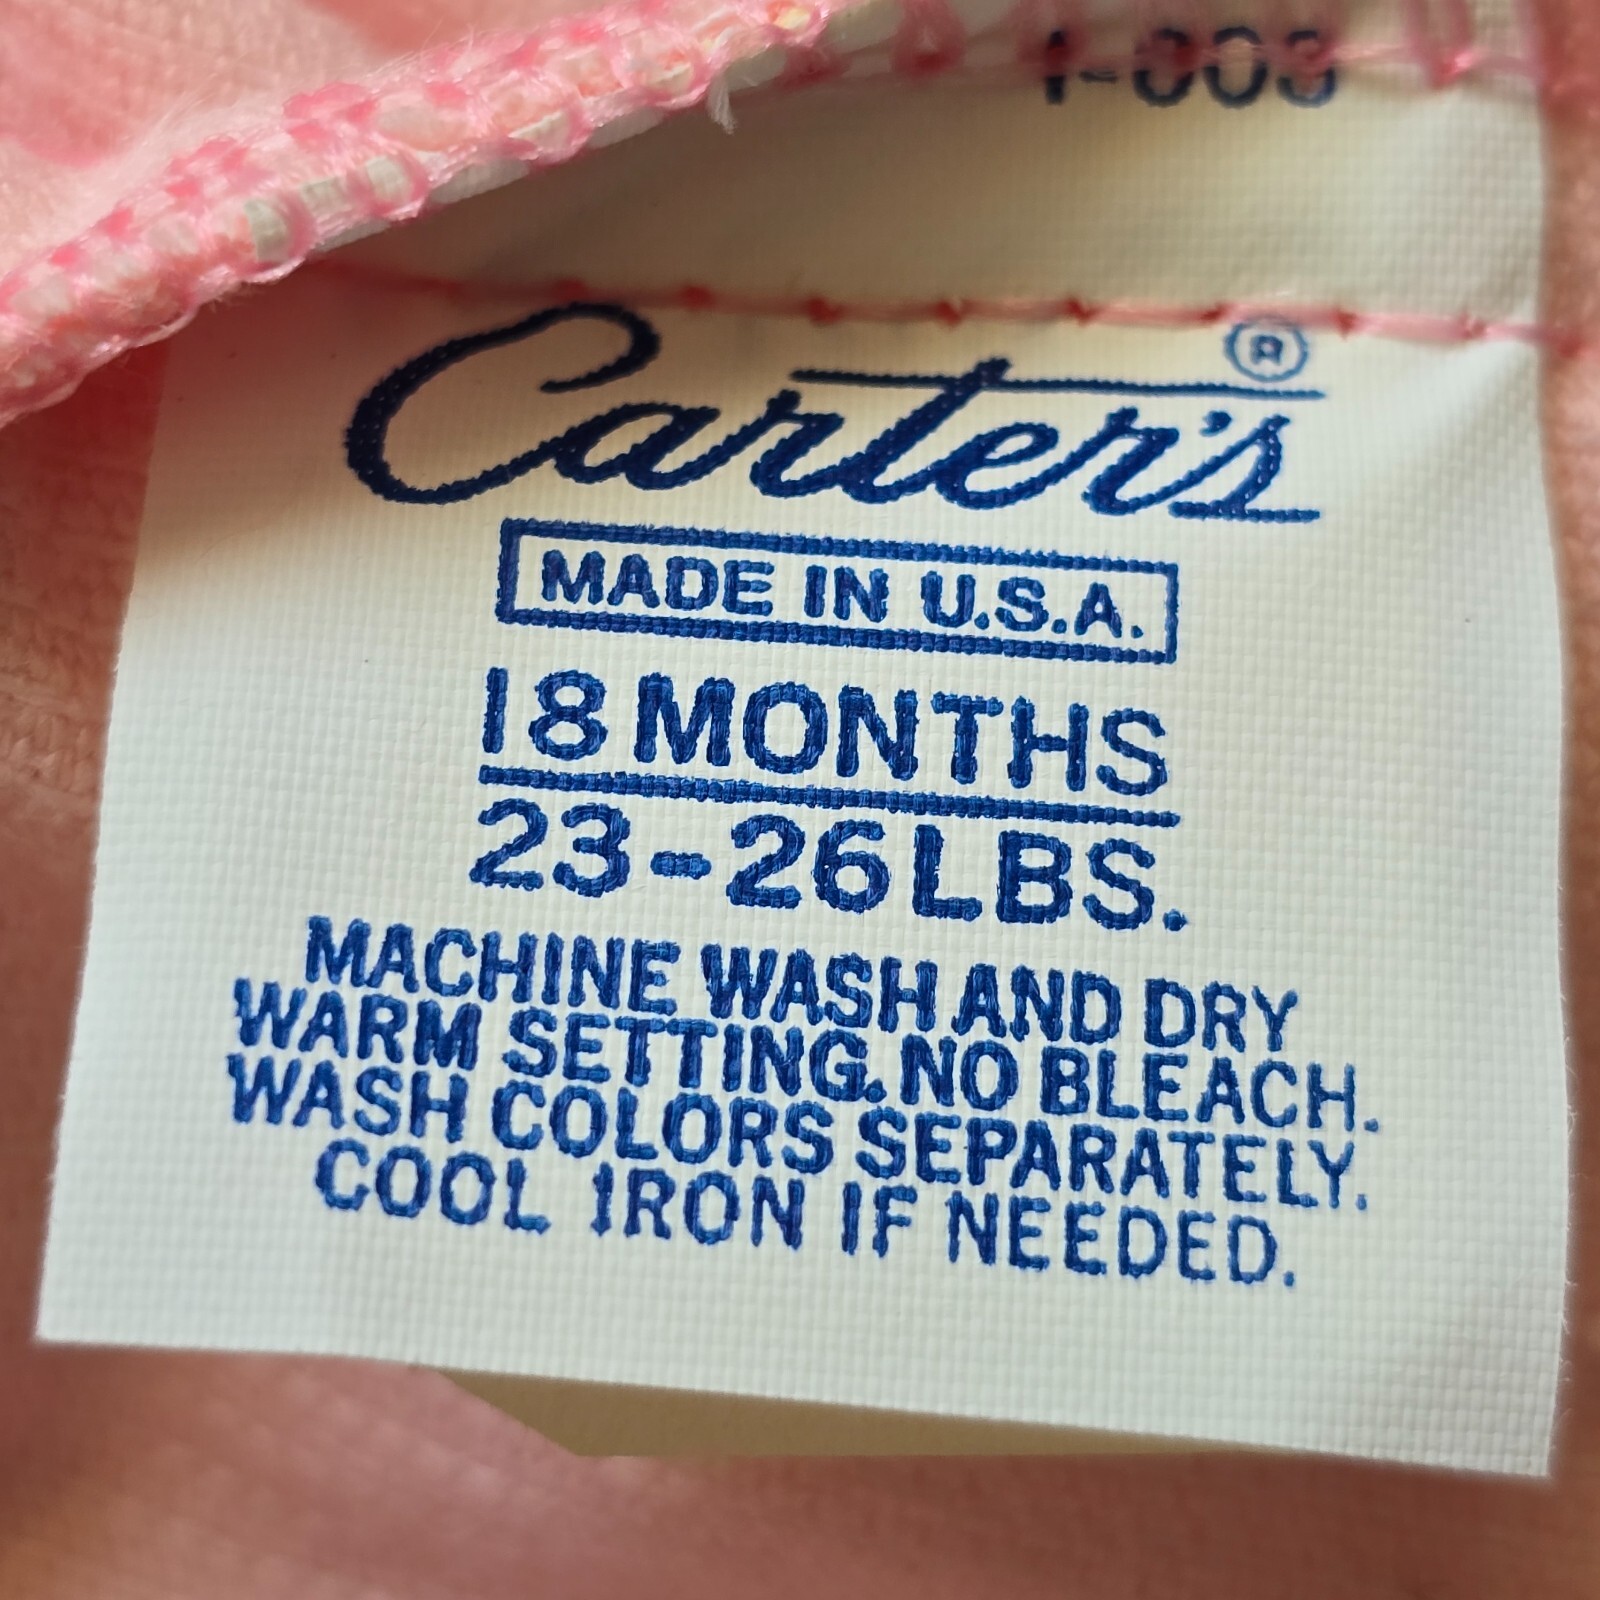 Carter's®
MADE IN U.S.A.
18 MONTHS
23-26 LBS.
MACHINE WASH AND DRY
WARM SETTING. NO BLEACH.
WASH COLORS SEPARATELY.
COOL IRON IF NEEDED.